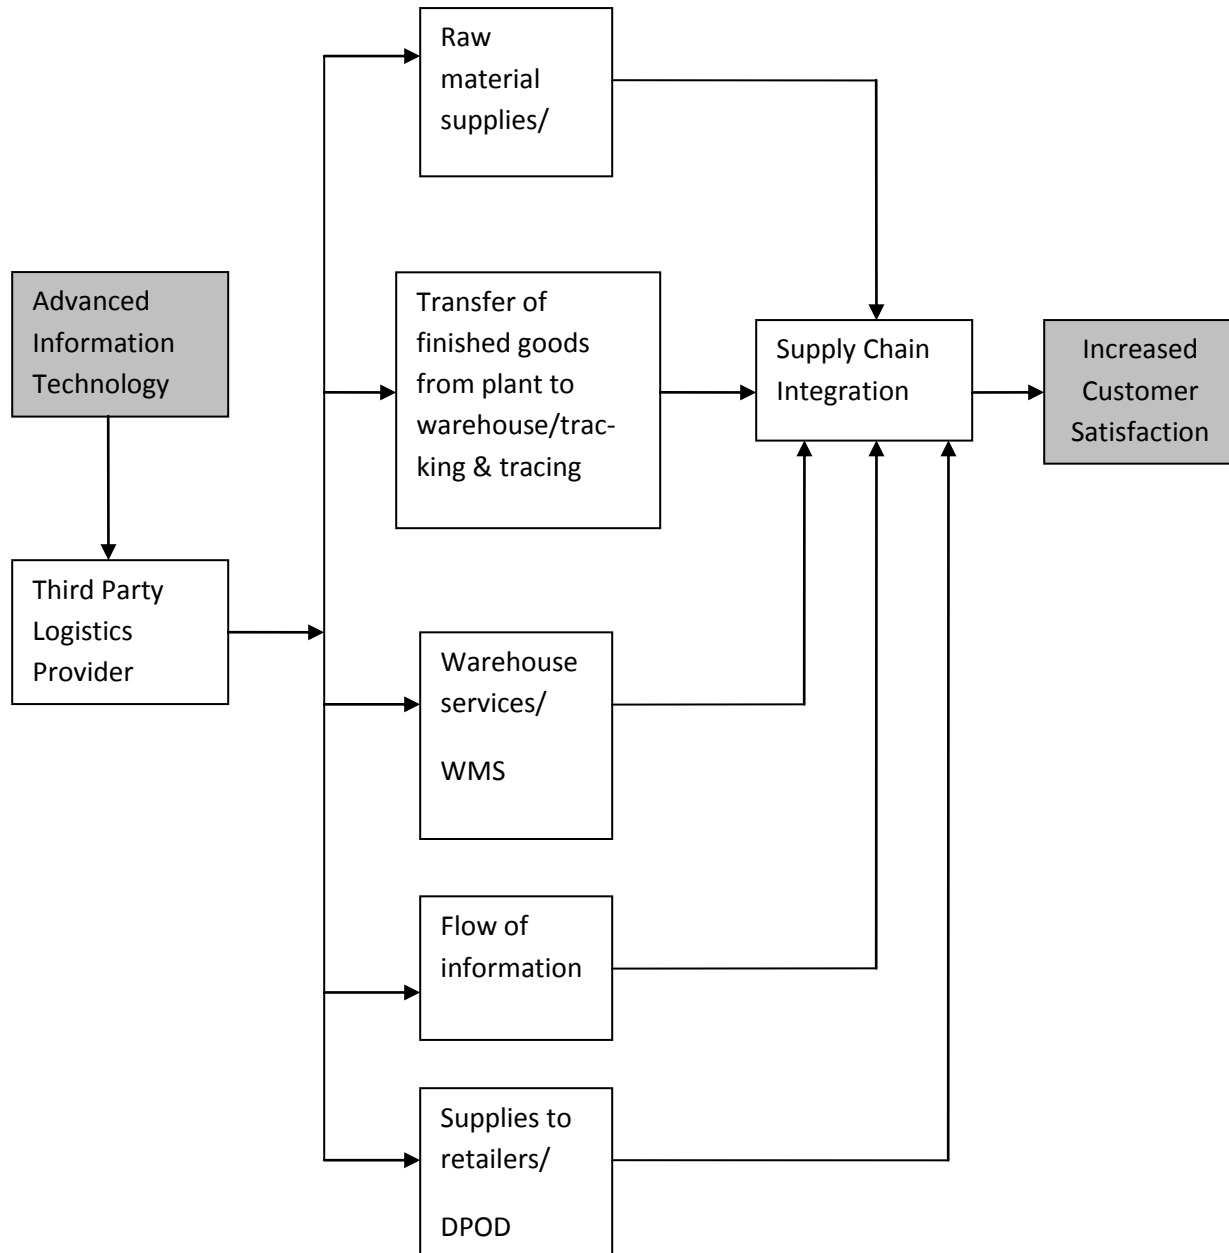 Raw
material
supplies/
Advanced
Information
Technology
Transfer of
finished goods
from plant to
warehouse/trac-
king & tracing
Supply Chain
Integration
Increased
Customer
Satisfaction
Third Party
Logistics
Provider
Warehouse
services/
WMS
Flow of
information
Supplies to
retailers/
DPOD